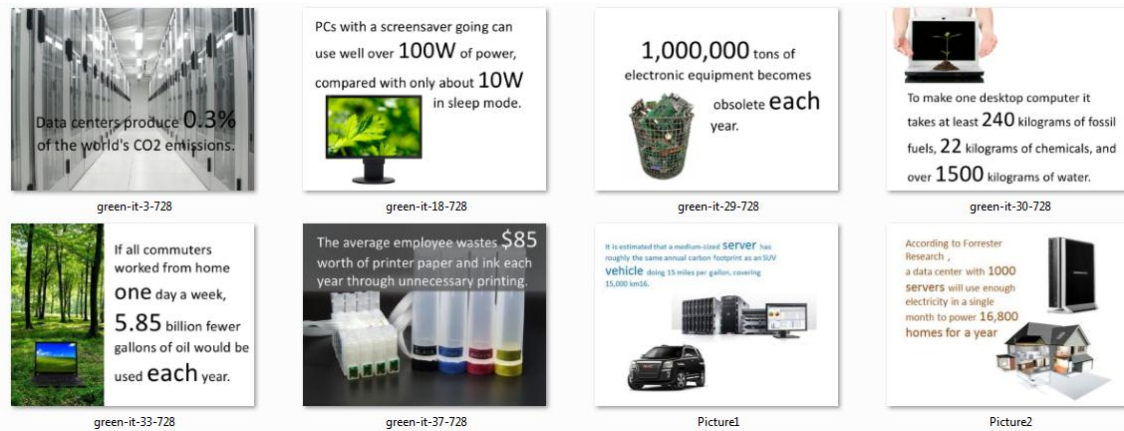 Data centers produce 0.3%
of the world's CO2 emissions.
green-it-3-728
PCs with a screensaver going can
use well over 100W of power,
compared with only about 10W
in sleep mode.
green-it-18-728
1,000,000 tons of
electronic equipment becomes
obsolete each
year.
green-it-29-728
To make one desktop computer it
takes at least 240 kilograms of fossil
fuels, 22 kilograms of chemicals, and
over 1500 kilograms of water.
green-it-30-728
If all commuters
worked from home
one day a week,
5.85 billion fewer
gallons of oil would be
used each year.
green-it-33-728
The average employee wastes $85
worth of printer paper and ink each
year through unnecessary printing.
green-it-37-728
It is estimated that a medium-sized server has
roughly the same annual carbon footprint as an SUV
vehicle doing 15 miles per gallon, covering
15,000 km16.
Picture1
According to Forrester
Research ,
a data center with 1000
servers will use enough
electricity in a single
month to power 16,800
homes for a year
Picture2